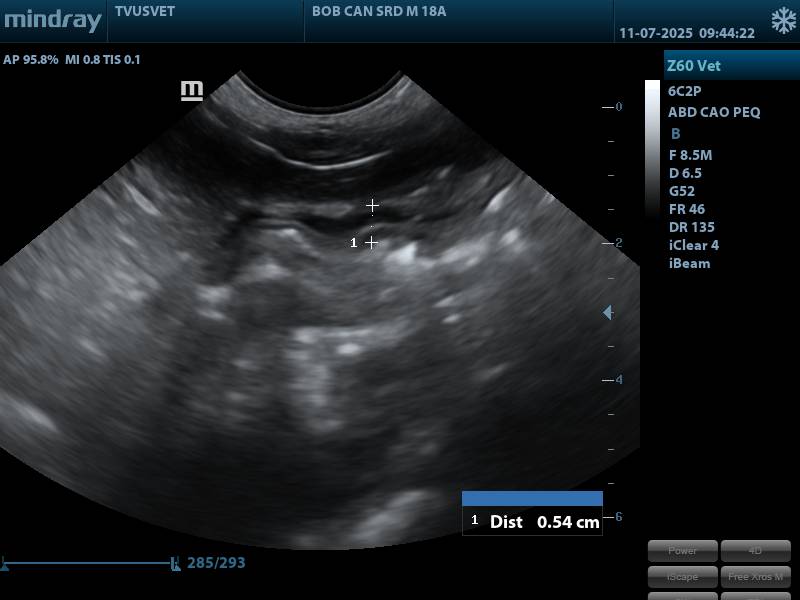 mindray
TVUSVET
BOB CAN SRD M 18A
11-07-2025 09:44:22
AP 95.8% MI 0.8 TIS 0.1
m
Z60 Vet
6C2P
ABD CAO PEQ
B
F 8.5M
D 6.5
G52
FR 46
DR 135
iClear 4
iBeam
0
2
4
6
1
1 Dist 0.54 cm
285/293
Power
4D
iScape
Free Xros M